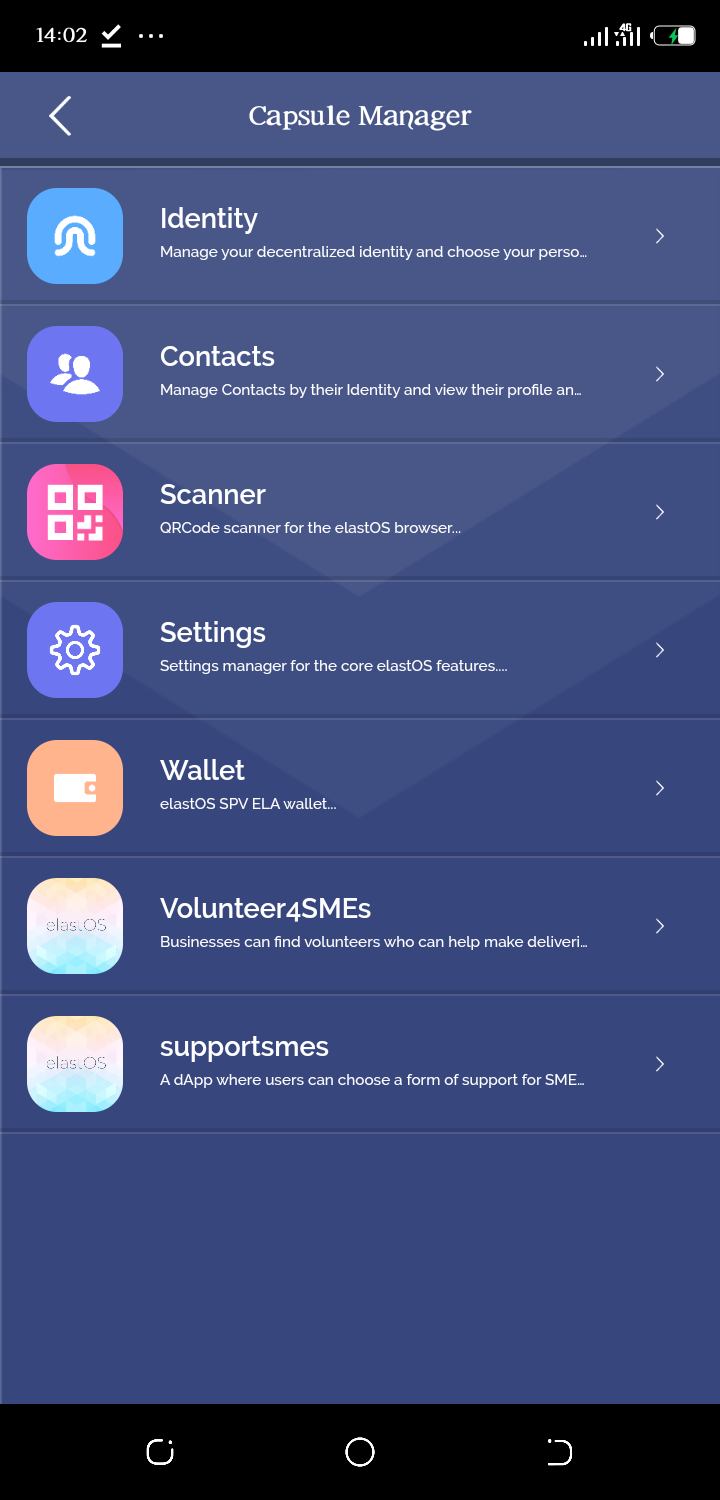 14:02
4G
Capsule Manager
Identity
Manage your decentralized identity and choose your perso...
Contacts
Manage Contacts by their Identity and view their profile an...
Scanner
QRCode scanner for the elastOS browser...
Settings
Settings manager for the core elastOS features....
Wallet
elastOS SPV ELA wallet...
elastOS
Volunteer4SMEs
Businesses can find volunteers who can help make deliveri...
elastOS
supportsmes
A dApp where users can choose a form of support for SME...